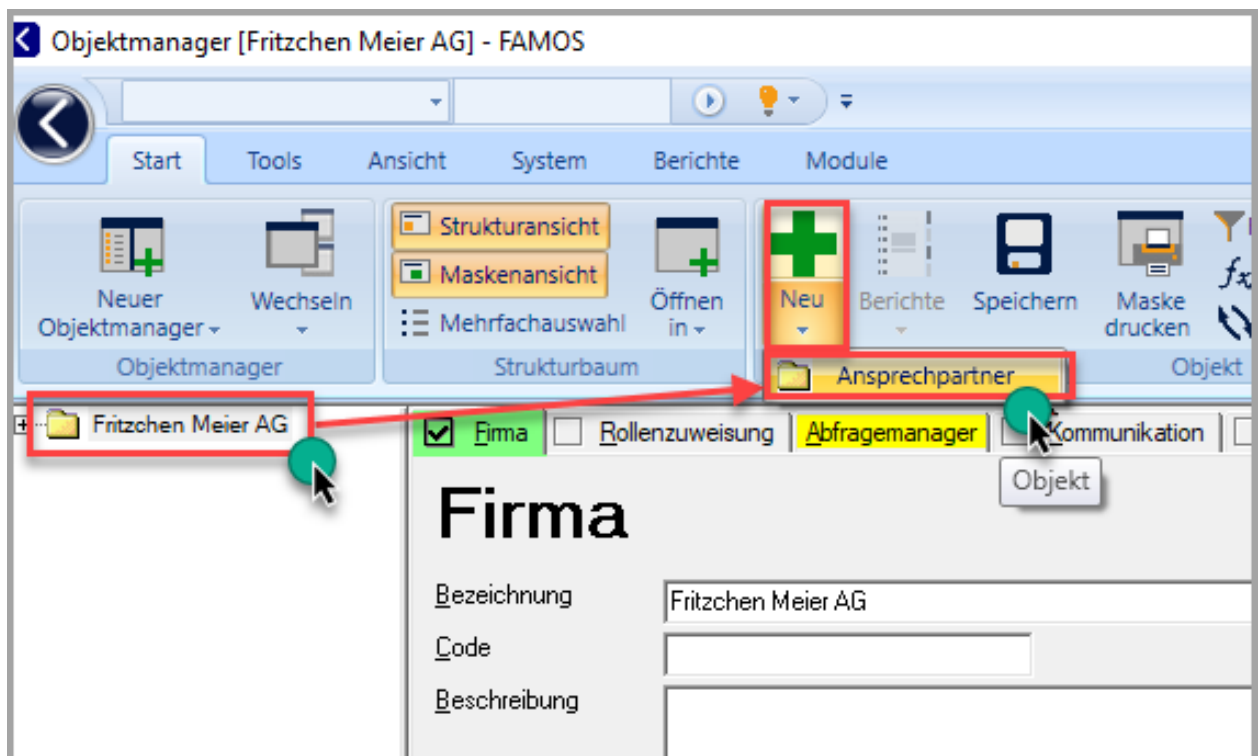 Objektmanager [Fritzchen Meier AG] - FAMOS
Start Tools Ansicht System Berichte Module
Neuer Objektmanager
Wechseln
Objektmanager
Strukturansicht
Maskenansicht
Mehrfachauswahl
Öffnen in
Strukturbaum
Neu
Berichte
Speichern
Maske drucken
fx
Objekt
Ansprechpartner
Fritzchen Meier AG
Firma Rollenzuweisung Abfragemanager Kommunikation
Objekt
Firma
Bezeichnung Fritzchen Meier AG
Code
Beschreibung